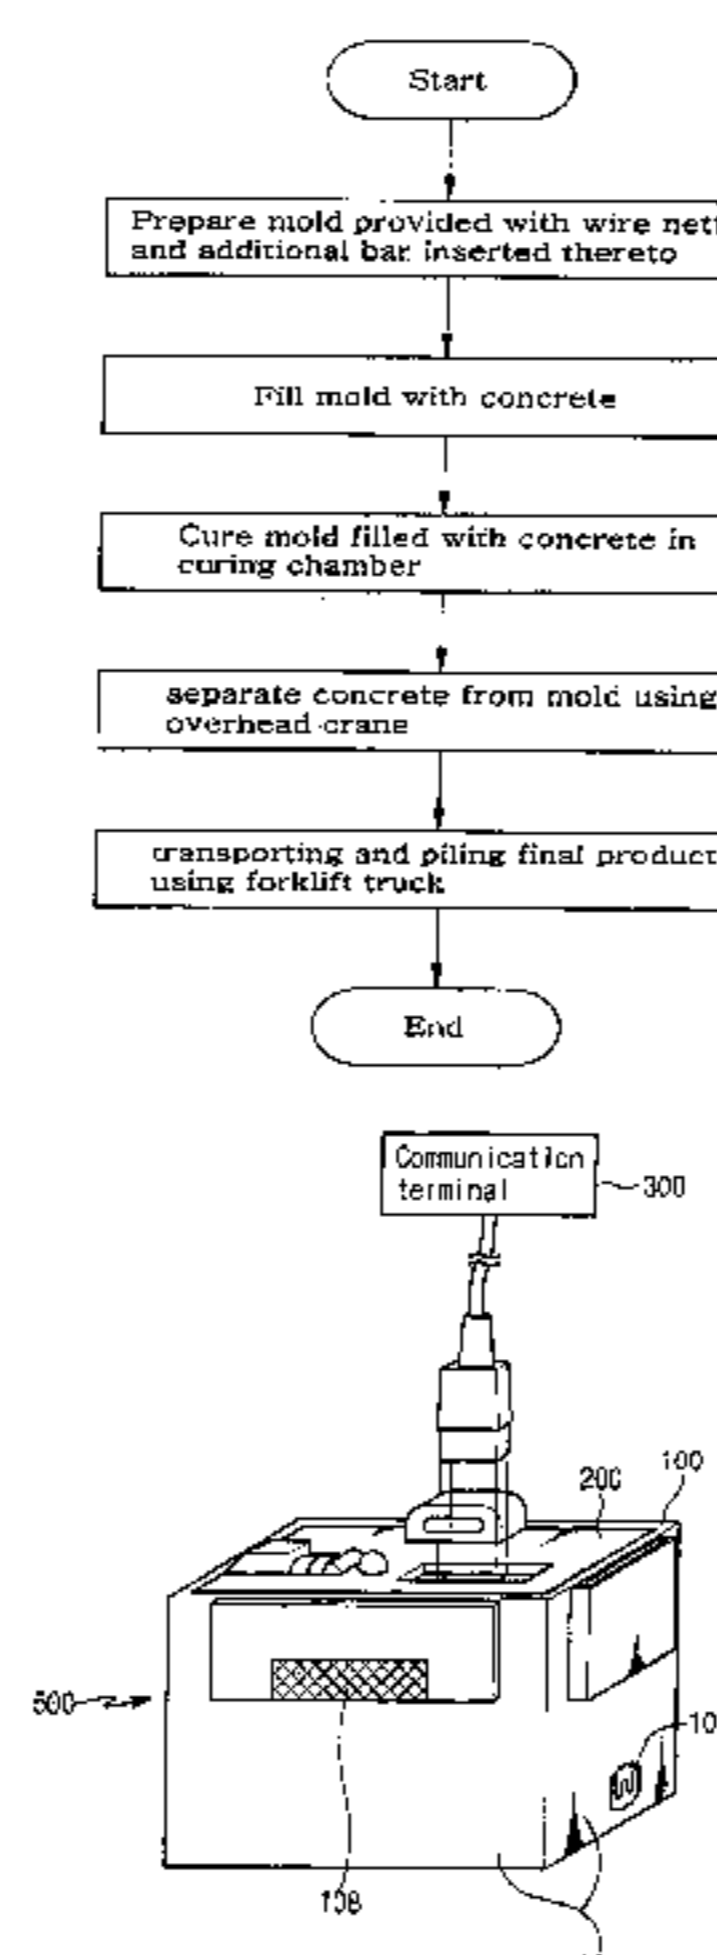 Start
Prepare mold provided with wire nett
and additional bar inserted thereto
Fill mold with concrete
Cure mold filled with concrete in
curing chamber
separate concrete from mold using
overhead crane
transporting and piling final product
using forklift truck
End
Communication
terminal
300
200
100
500
10
108